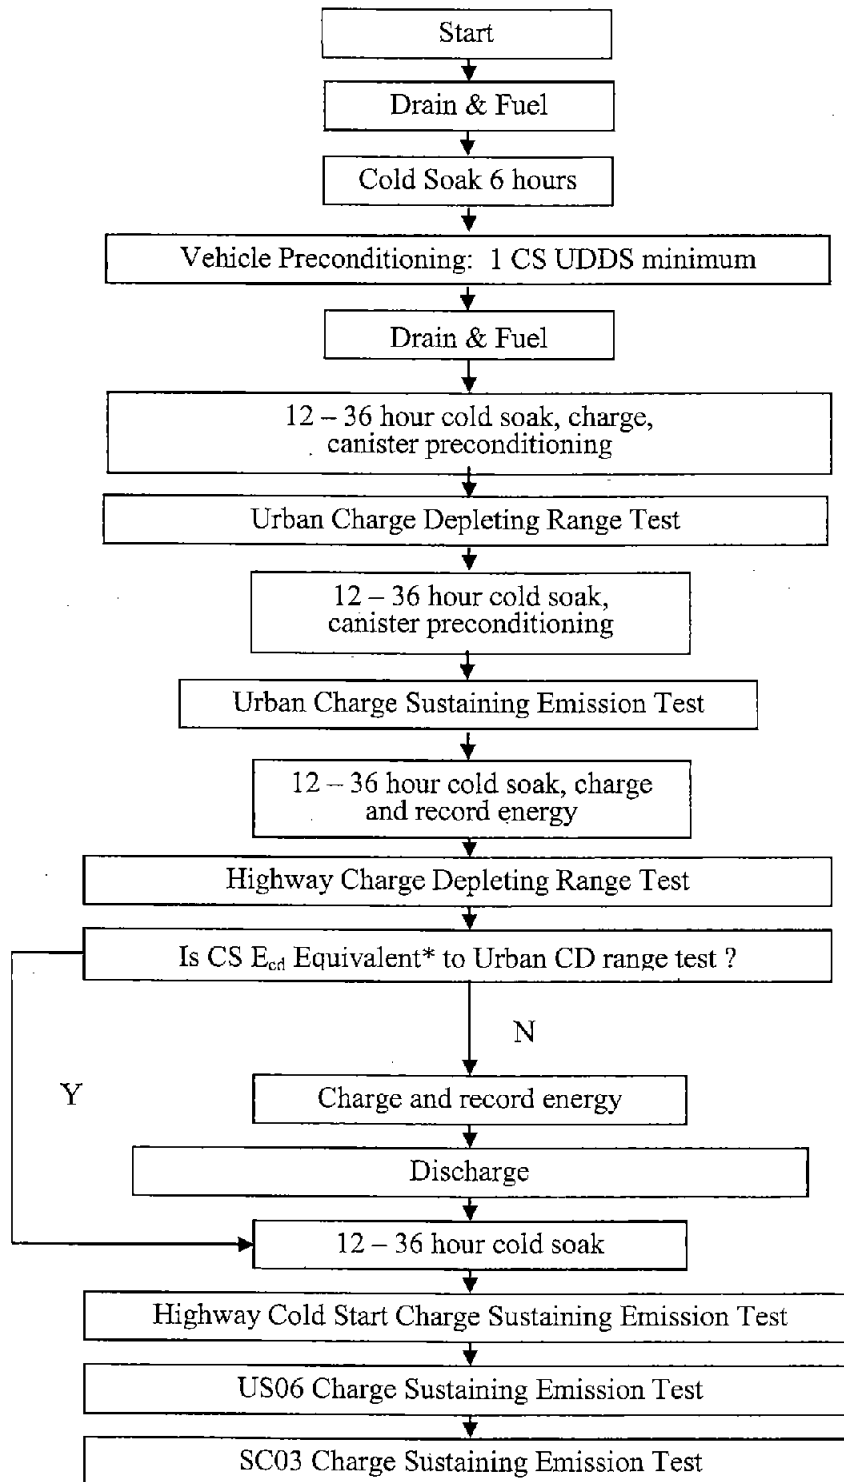 Start
Drain & Fuel
Cold Soak 6 hours
Vehicle Preconditioning: 1 CS UDDS minimum
Drain & Fuel
12 – 36 hour cold soak, charge,
canister preconditioning
Urban Charge Depleting Range Test
12 – 36 hour cold soak,
canister preconditioning
Urban Charge Sustaining Emission Test
12 – 36 hour cold soak, charge
and record energy
Highway Charge Depleting Range Test
Is CS E_cd Equivalent* to Urban CD range test ?
N
Y
Charge and record energy
Discharge
12 – 36 hour cold soak
Highway Cold Start Charge Sustaining Emission Test
US06 Charge Sustaining Emission Test
SC03 Charge Sustaining Emission Test